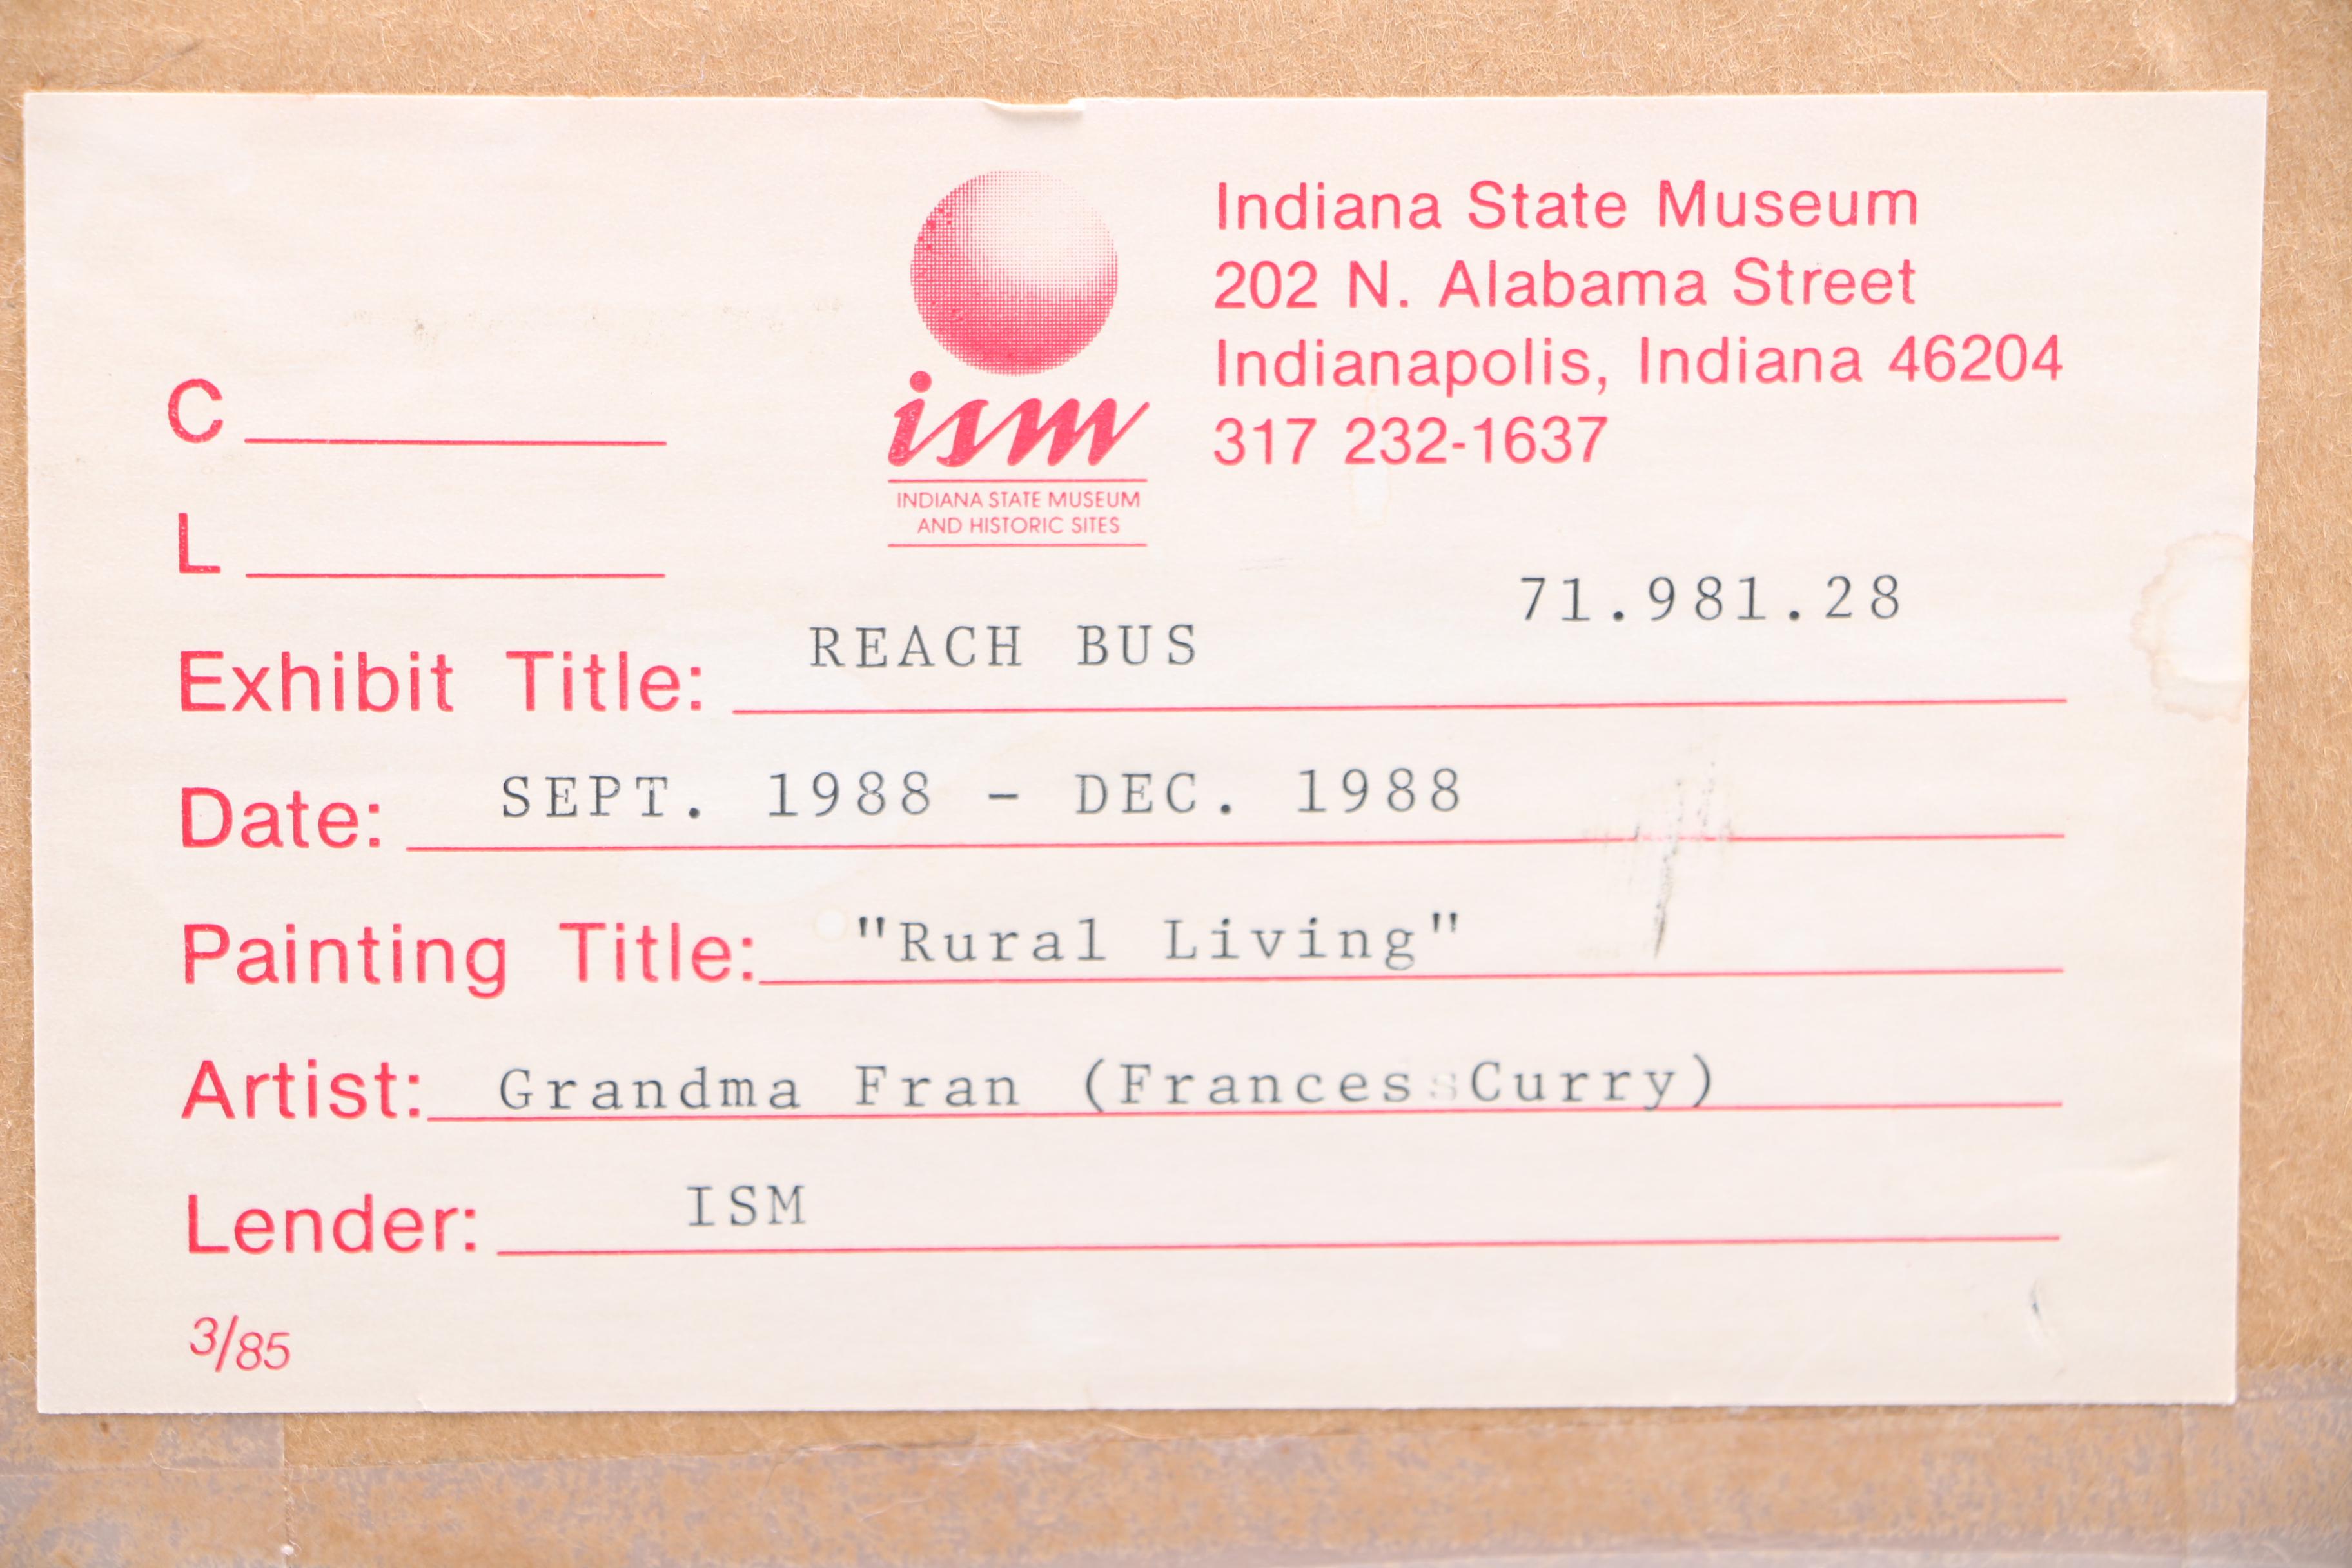 Indiana State Museum
202 N. Alabama Street
Indianapolis, Indiana 46204
317 232-1637
ism
INDIANA STATE MUSEUM
AND HISTORIC SITES
C
L
71.981.28
Exhibit Title: REACH BUS
Date: SEPT. 1988 - DEC. 1988
Painting Title: "Rural Living"
Artist: Grandma Fran (Frances Curry)
Lender: ISM
3/85